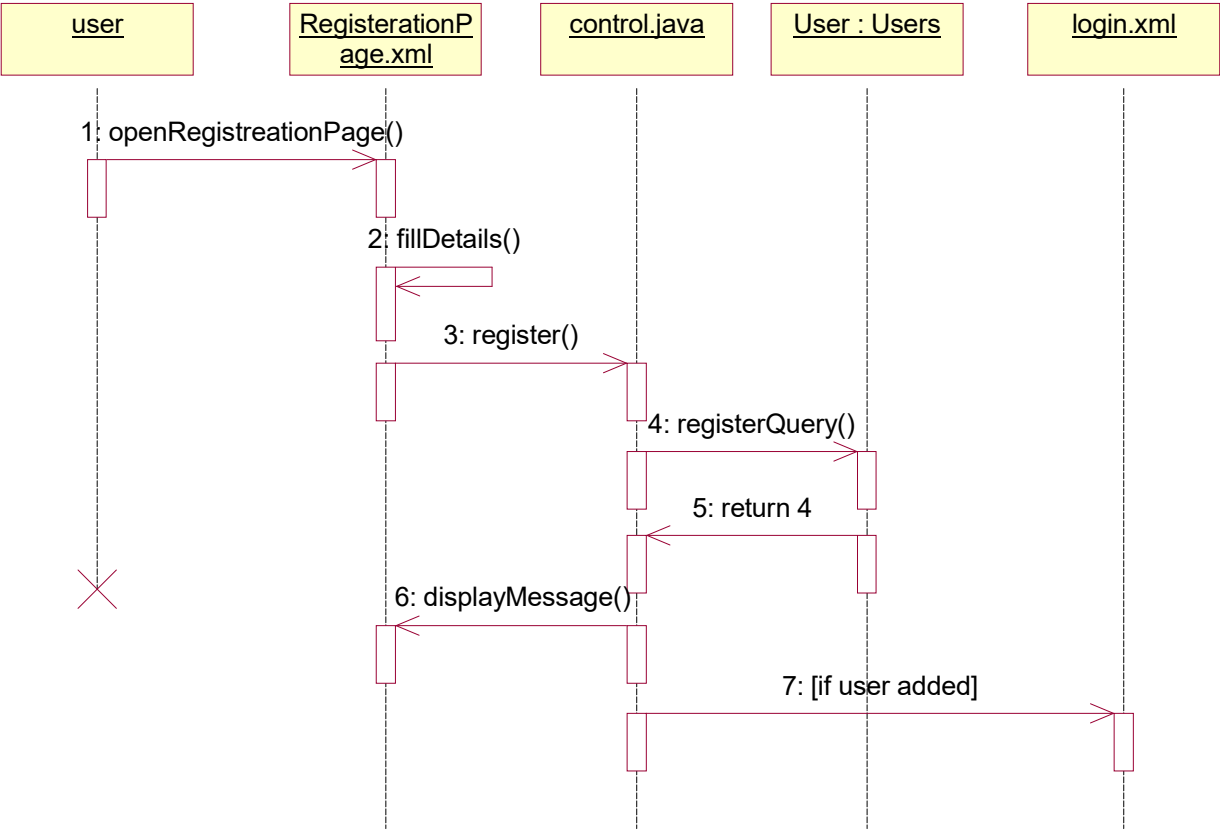 user
RegisterationP
age.xml
control.java
User : Users
login.xml
1: openRegistreationPage()
2: fillDetails()
3: register()
4: registerQuery()
5: return 4
6: displayMessage()
7: [if user added]